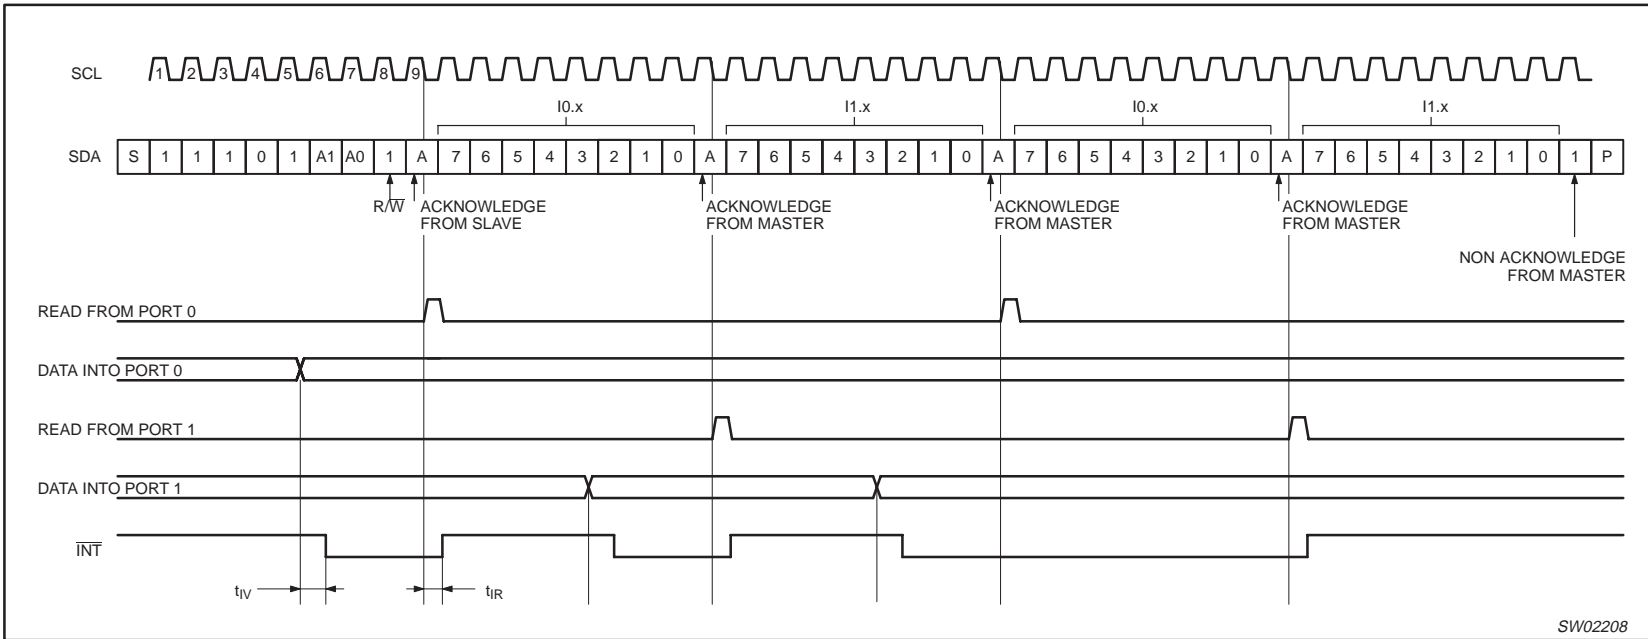 SCL 1 2 3 4 5 6 7 8 9
I0.x I1.x I0.x I1.x
SDA S 1 1 1 0 1 A1 A0 1 A 7 6 5 4 3 2 1 0 A 7 6 5 4 3 2 1 0 A 7 6 5 4 3 2 1 0 A 7 6 5 4 3 2 1 0 1 P
R/W̅ ACKNOWLEDGE ACKNOWLEDGE ACKNOWLEDGE ACKNOWLEDGE
FROM SLAVE FROM MASTER FROM MASTER FROM MASTER
NON ACKNOWLEDGE
FROM MASTER
READ FROM PORT 0
DATA INTO PORT 0
READ FROM PORT 1
DATA INTO PORT 1
I̅N̅T̅
tIV tIR
SW02208